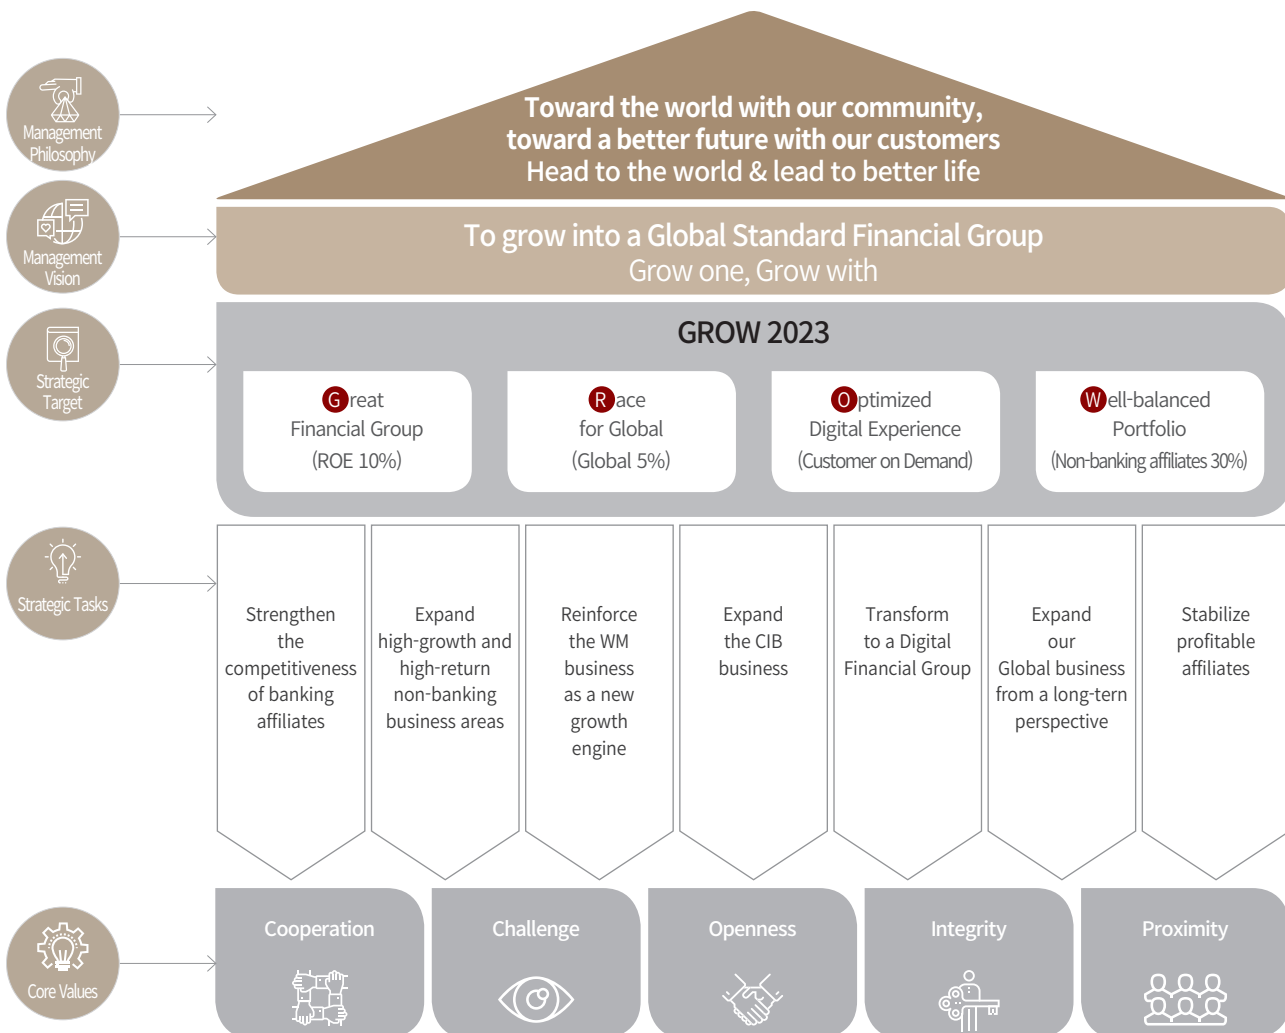 Management
Philosophy
Toward the world with our community,
toward a better future with our customers
Head to the world & lead to better life
Management
Vision
To grow into a Global Standard Financial Group
Grow one, Grow with
Strategic
Target
GROW 2023
Great
Financial Group
(ROE 10%)
Race
for Global
(Global 5%)
Optimized
Digital Experience
(Customer on Demand)
Well-balanced
Portfolio
(Non-banking affiliates 30%)
Strategic Tasks
Strengthen
the
competitiveness
of banking
affiliates
Expand
high-growth and
high-return
non-banking
business areas
Reinforce
the WM
business
as a new
growth
engine
Expand
the CIB
business
Transform
to a Digital
Financial Group
Expand
our
Global business
from a long-tern
perspective
Stabilize
profitable
affiliates
Core Values
Cooperation
Challenge
Openness
Integrity
Proximity